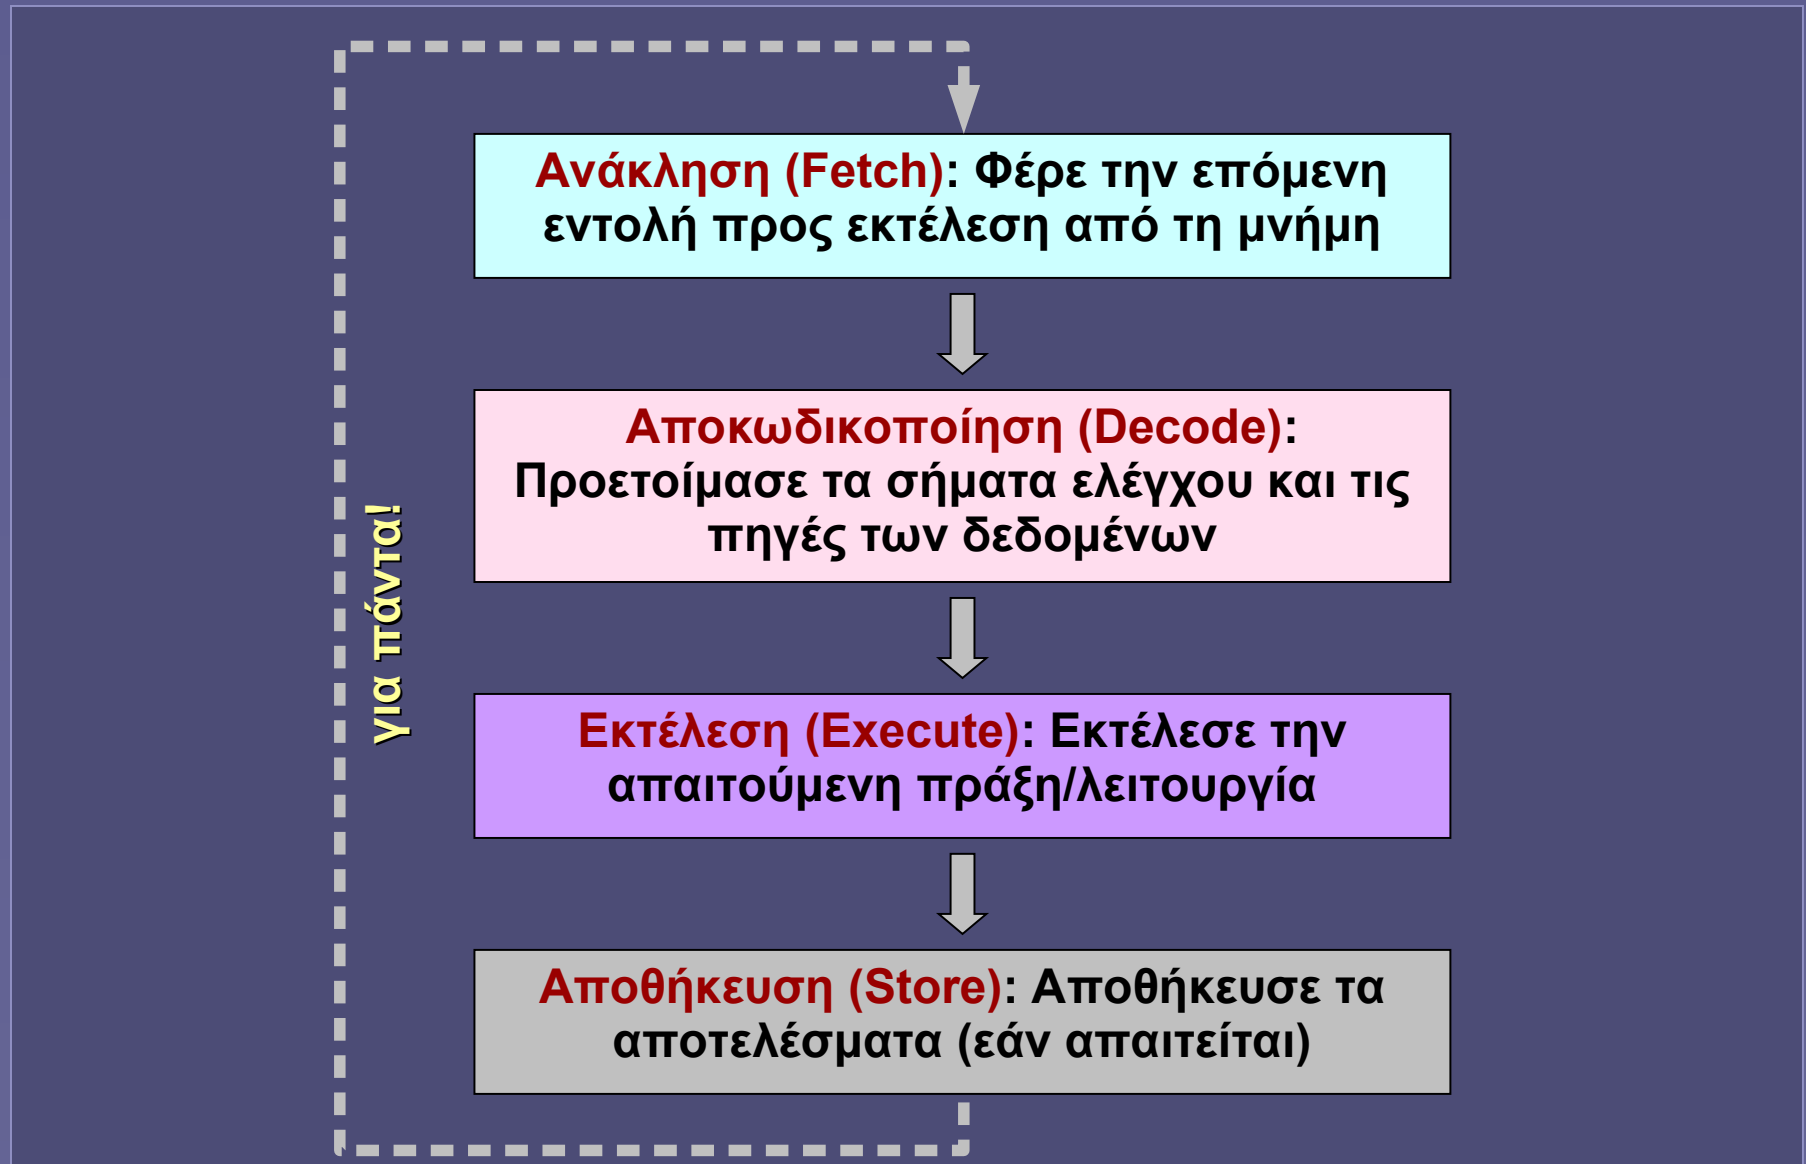 Ανάκληση (Fetch): Φέρε την επόμενη
εντολή προς εκτέλεση από τη μνήμη
Αποκωδικοποίηση (Decode):
Προετοίμασε τα σήματα ελέγχου και τις
πηγές των δεδομένων
για πάντα!
Εκτέλεση (Execute): Εκτέλεσε την
απαιτούμενη πράξη/λειτουργία
Αποθήκευση (Store): Αποθήκευσε τα
αποτελέσματα (εάν απαιτείται)